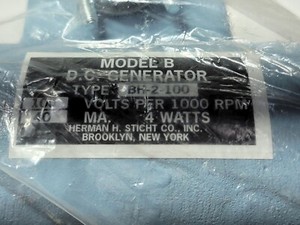 MODEL B
D.C. GENERATOR
TYPE BH-2-100
VOLTS PER 1000 RPM
MA. 4 WATTS
HERMAN H. STICHT CO., INC.
BROOKLYN, NEW YORK